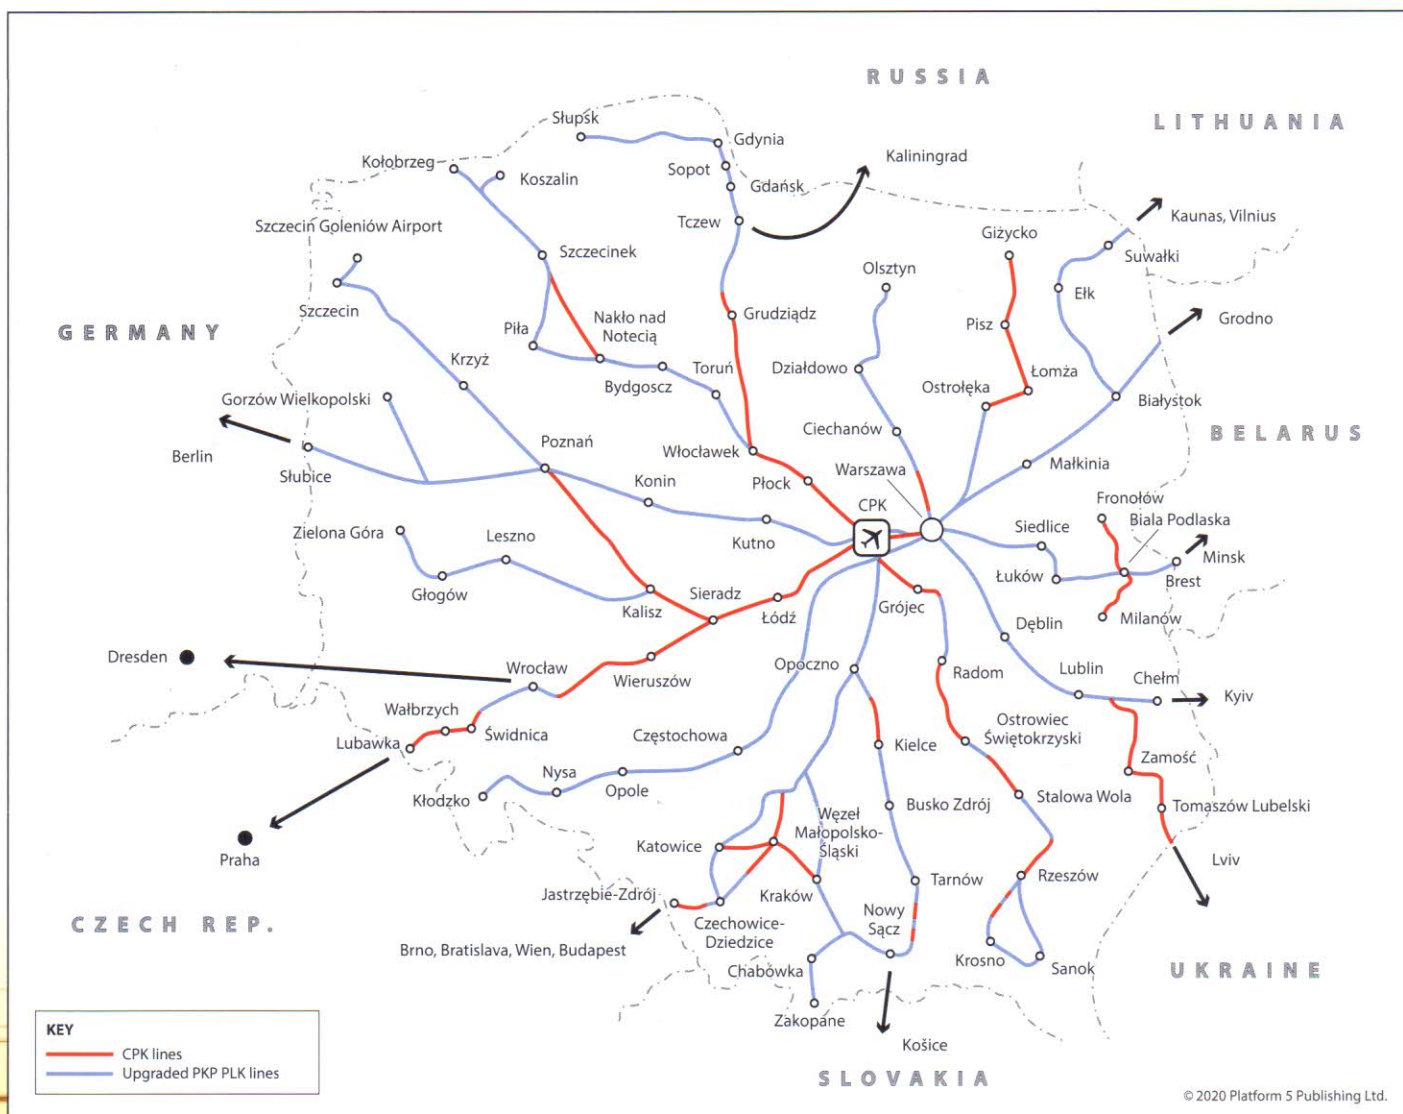 RUSSIA
LITHUANIA
Słupsk
Gdynia
Kołobrzeg
Sopot
Kaliningrad
Koszalin
Gdańsk
Szczecin Goleniów Airport
Tczew
Kaunas, Vilnius
Giżycko
Szczecinek
Suwałki
Olsztyn
Ełk
Szczecin
GERMANY
Piła
Nakło nad
Notecią
Grudziądz
Pisz
Grodno
Krzyż
Toruń
Działdowo
Łomża
Bydgoscz
Ostrołęka
Gorzów Wielkopolski
Białystok
Ciechanów
BELARUS
Poznań
Berlin
Włocławek
Warszawa
Małkinia
Słubice
Konin
Płock
CPK
Fronołów
Zielona Góra
Leszno
Kutno
Siedlice
Biala Podlaska
Minsk
Łuków
Brest
Głogów
Sieradz
Kalisz
Łódź
Grójec
Milanów
Dęblin
Dresden
Wrocław
Opoczno
Lublin
Wieruszów
Radom
Chełm
Kyiv
Wałbrzych
Lubawka
Świdnica
Częstochowa
Ostrowiec
Świętokrzyski
Kielce
Zamość
Nysa
Kłodzko
Opole
Busko Zdrój
Stalowa Wola
Tomaszów Lubelski
Węzeł
Małopolsko-
Śląski
Katowice
Praha
Lviv
Jastrzębie-Zdrój
Kraków
Tarnów
Rzeszów
CZECH REP.
Czechowice-
Dziedzice
Nowy
Sącz
Brno, Bratislava, Wien, Budapest
Chabówka
Krosno
Sanok
UKRAINE
Zakopane
Košice
KEY
CPK lines
Upgraded PKP PLK lines
SLOVAKIA
© 2020 Platform 5 Publishing Ltd.